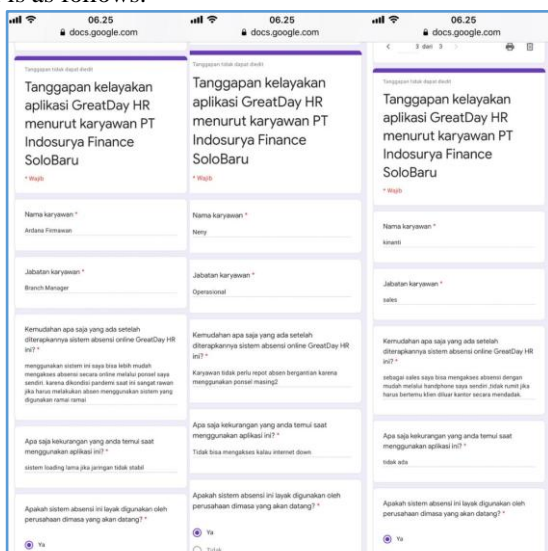 is as follows:
06.25
docs.google.com
Tanggapan tidak dapat diedit
Tanggapan kelayakan
aplikasi GreatDay HR
menurut karyawan PT
Indosurya Finance
SoloBaru
* Wajib
Nama karyawan *
Ardana Firmawan
Jabatan karyawan *
Branch Manager
Kemudahan apa saja yang ada setelah
diterapkannya sistem absensi online GreatDay HR
ini? *
menggunakan sistem ini saya bisa lebih mudah
mengakses absensi secara online melalui ponsel saya
sendiri. karena dikondisi pandemi saat ini sangat rawan
jika harus melakukan absen menggunakan sistem yang
digunakan ramai ramai
Apa saja kekurangan yang anda temui saat
menggunakan aplikasi ini? *
sistem loading lama jika jaringan tidak stabil
Apakah sistem absensi ini layak digunakan oleh
perusahaan dimasa yang akan datang? *
Ya
06.25
docs.google.com
Tanggapan tidak dapat diedit
Tanggapan kelayakan
aplikasi GreatDay HR
menurut karyawan PT
Indosurya Finance
SoloBaru
* Wajib
Nama karyawan *
Neny
Jabatan karyawan *
Operasional
Kemudahan apa saja yang ada setelah
diterapkannya sistem absensi online GreatDay HR
ini? *
Karyawan tidak perlu repot absen bergantian karena
menggunakan ponsel masing2
Apa saja kekurangan yang anda temui saat
menggunakan aplikasi ini? *
Tidak bisa mengakses kalau internet down
Apakah sistem absensi ini layak digunakan oleh
perusahaan dimasa yang akan datang? *
Ya
Tidak
06.25
docs.google.com
3 dari 3
Tanggapan tidak dapat diedit
Tanggapan kelayakan
aplikasi GreatDay HR
menurut karyawan PT
Indosurya Finance
SoloBaru
* Wajib
Nama karyawan *
kinanti
Jabatan karyawan *
sales
Kemudahan apa saja yang ada setelah
diterapkannya sistem absensi online GreatDay HR
ini? *
sebagai sales saya bisa mengakses absensi dengan
mudah melalui handphone saya sendiri ,tidak rumit jika
harus bertemu klien diluar kantor secara mendadak.
Apa saja kekurangan yang anda temui saat
menggunakan aplikasi ini? *
tidak ada
Apakah sistem absensi ini layak digunakan oleh
perusahaan dimasa yang akan datang? *
Ya